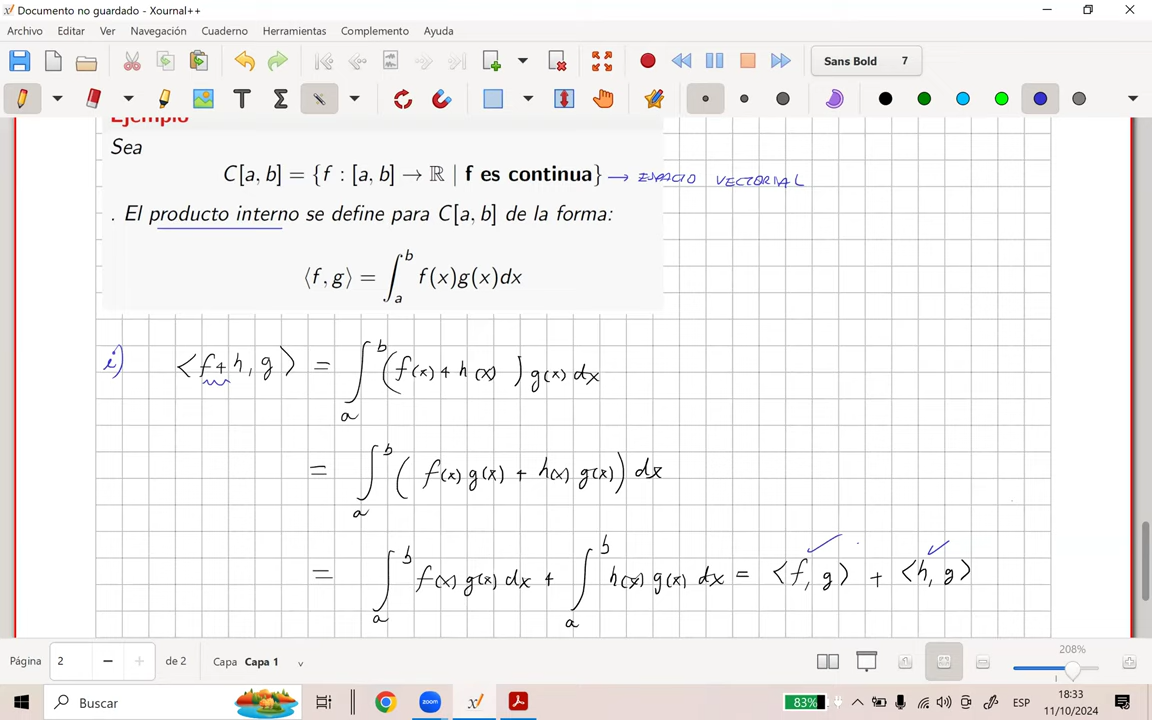 Documento no guardado - Xournal++
Archivo Editar Ver Navegación Cuaderno Herramientas Complemento Ayuda
Sans Bold 7
Ejemplo
Sea
C[a, b] = {f : [a, b] → ℝ | f es continua} → ESPACIO VECTORIAL
. El producto interno se define para C[a, b] de la forma:
⟨f, g⟩ = ∫_a^b f(x)g(x)dx
i) <f+h, g> = ∫_a^b (f(x)+h(x)) g(x) dx
= ∫_a^b (f(x) g(x) + h(x) g(x)) dx
= ∫_a^b f(x) g(x) dx + ∫_a^b h(x) g(x) dx = <f, g> + <h, g>
Página 2 de 2 Capa Capa 1 208%
Buscar zoom 83% ESP 18:33
11/10/2024